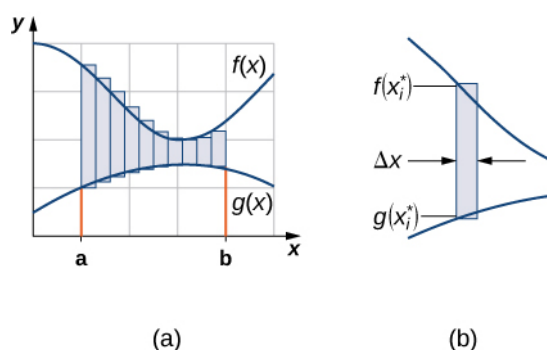 y
f(x)
g(x)
x
a
b
(a)
f(x_i^*)
Δx
g(x_i^*)
(b)